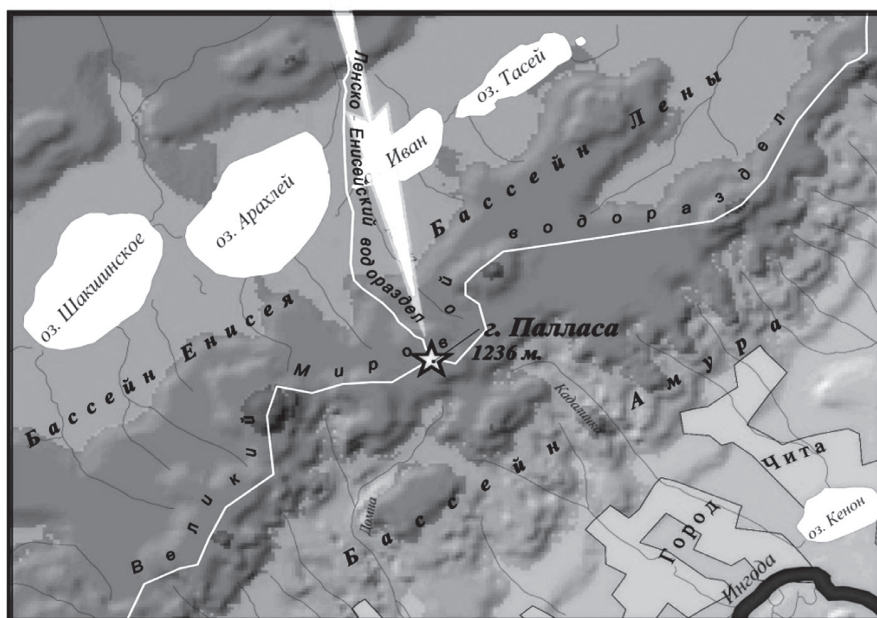 оз. Тасей
Ленско - Енисейский водораздел
Иван
Бассейн Лены
оз. Арахлей
оз. Шакшинское
Бассейн Енисея
Великий Мировой водораздел
г. Палласа
1236 м.
Кадалинка
Бассейн Амура
Домна
Город Чита
оз. Кенон
Ингода